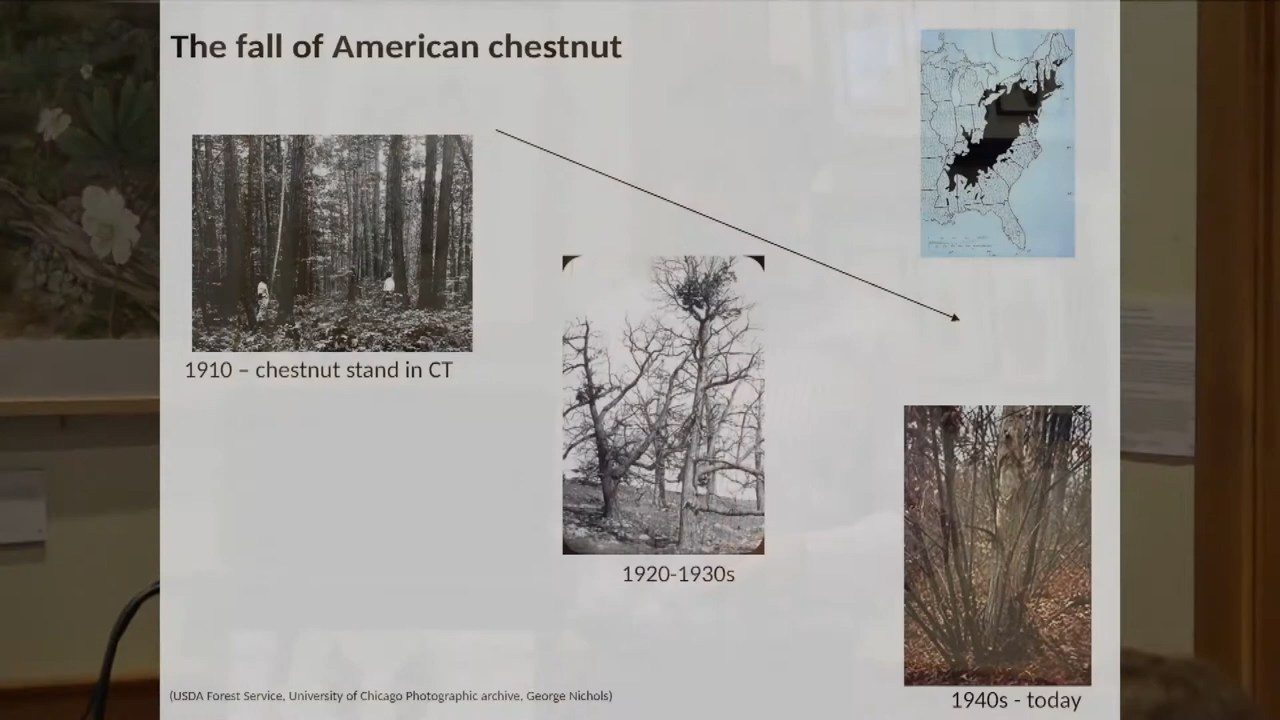 The fall of American chestnut
1910 – chestnut stand in CT
1920-1930s
1940s - today
(USDA Forest Service, University of Chicago Photographic archive, George Nichols)